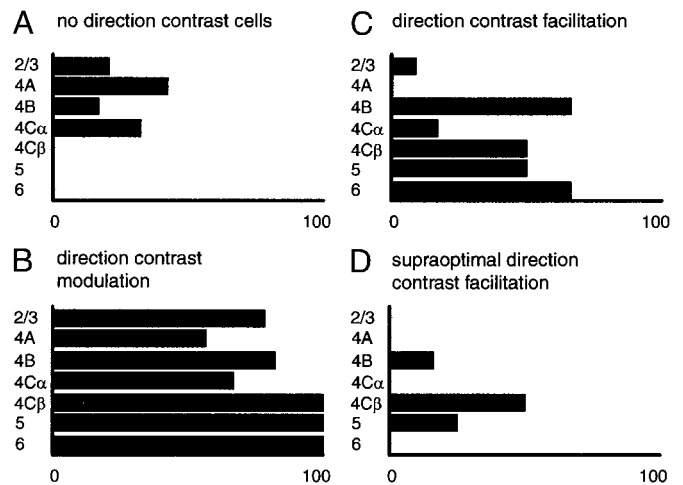 A no direction contrast cells
2/3
4A
4B
4Cα
4Cβ
5
6
0 100
B direction contrast
modulation
2/3
4A
4B
4Cα
4Cβ
5
6
0 100
C direction contrast facilitation
2/3
4A
4B
4Cα
4Cβ
5
6
0 100
D supraoptimal direction
contrast facilitation
2/3
4A
4B
4Cα
4Cβ
5
6
0 100